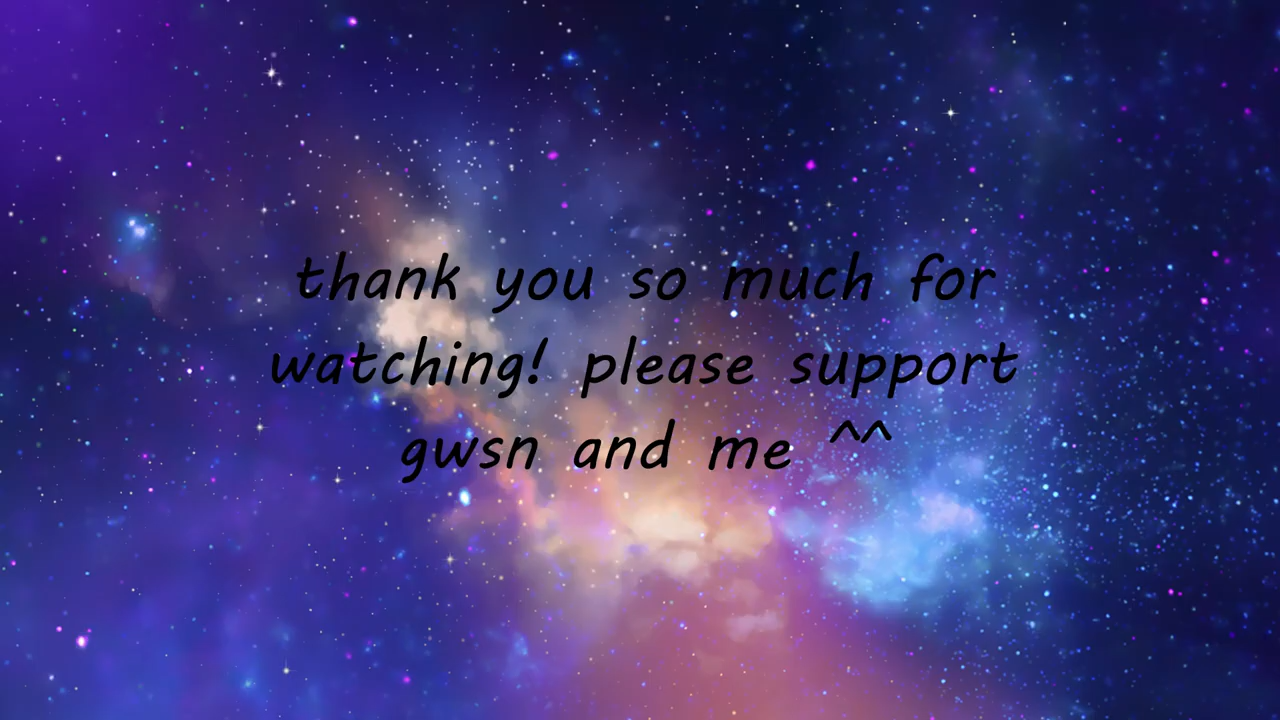 thank you so much for
watching! please support
gwsn and me ^^